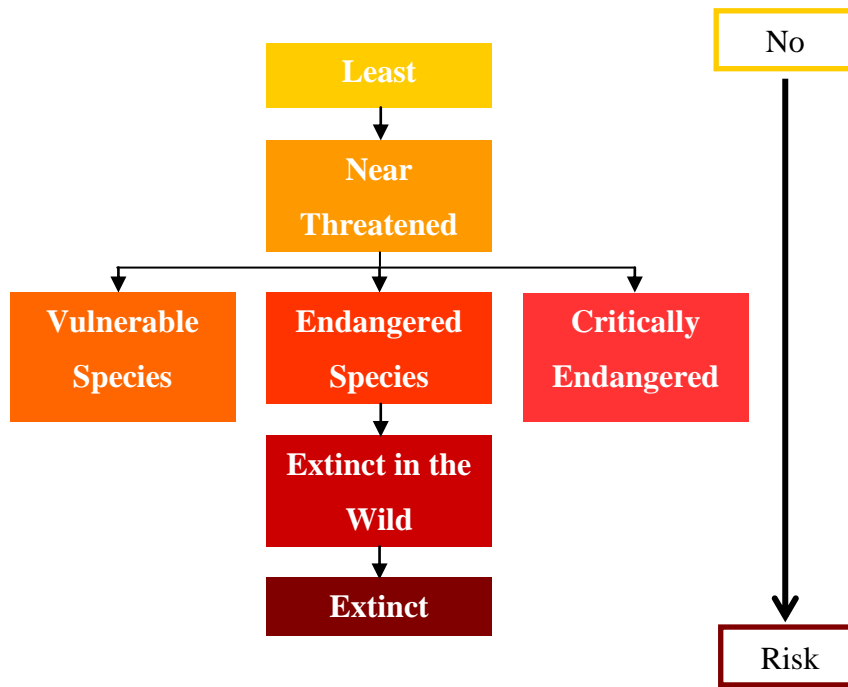 No
Least
Near
Threatened
Vulnerable
Species
Endangered
Species
Critically
Endangered
Extinct in the
Wild
Extinct
Risk